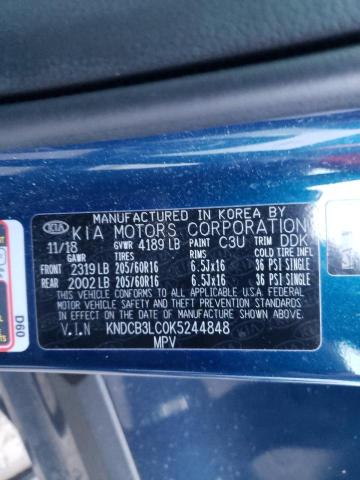 MANUFACTURED IN KOREA BY
KIA KIA MOTORS CORPORATION
11/18 GVWR 4189 LB PAINT C3U TRIM DDK
GAWR TIRES RIMS COLD TIRE INFL
FRONT 2319 LB 205/60R16 6.5Jx16 36 PSI SINGLE
REAR 2002 LB 205/60R16 6.5Jx16 36 PSI SINGLE
THIS VEHICLE CONFORMS TO ALL APPLICABLE
U.S. FEDERAL MOTOR VEHICLE SAFETY AND
THEFT PREVENTION STANDARDS IN EFFECT ON
THE DATE OF MANUFACTURE SHOWN ABOVE.
V.I.N KNDCB3LC0K5244848
MPV
D60